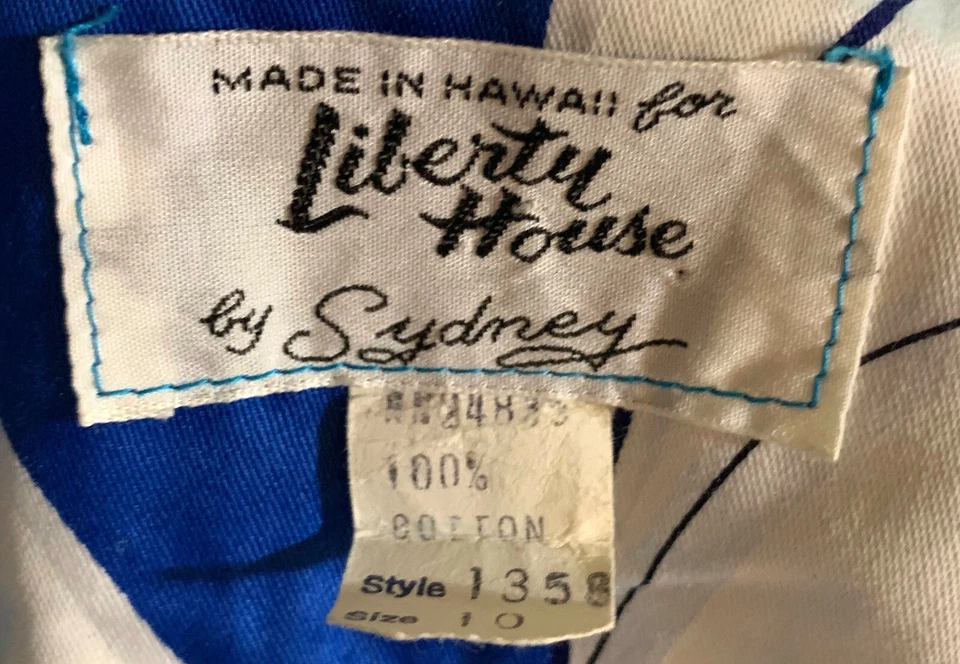 MADE IN HAWAII for
Liberty
House
by Sydney
100%
COTTON
Style 1358
Size 10